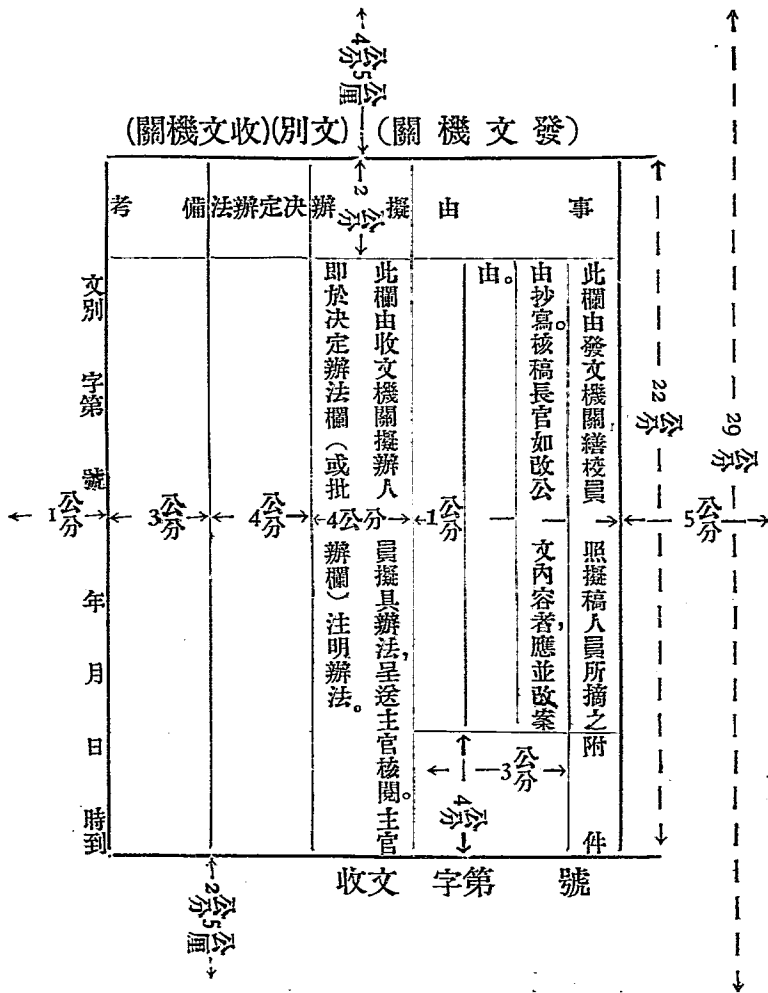 4公分5公厘
(關機文收)(別文) (關機文發)
事由
擬辦
決定辦法
備考
2公分
此欄由發文機關繕校員照擬稿人員所摘之
由抄寫。核稿長官如改公文內容者，應並改案
由。
附件
此欄由收文機關擬辦人員擬具辦法，呈送主官核閱。主官
即於決定辦法欄（或批辦欄）注明辦法。
文別 字第 號 年 月 日 時到
1公分
3公分
4公分
4公分
1公分
5公分
22公分
29公分
3公分
4公分
收文 字第 號
2公分5公厘